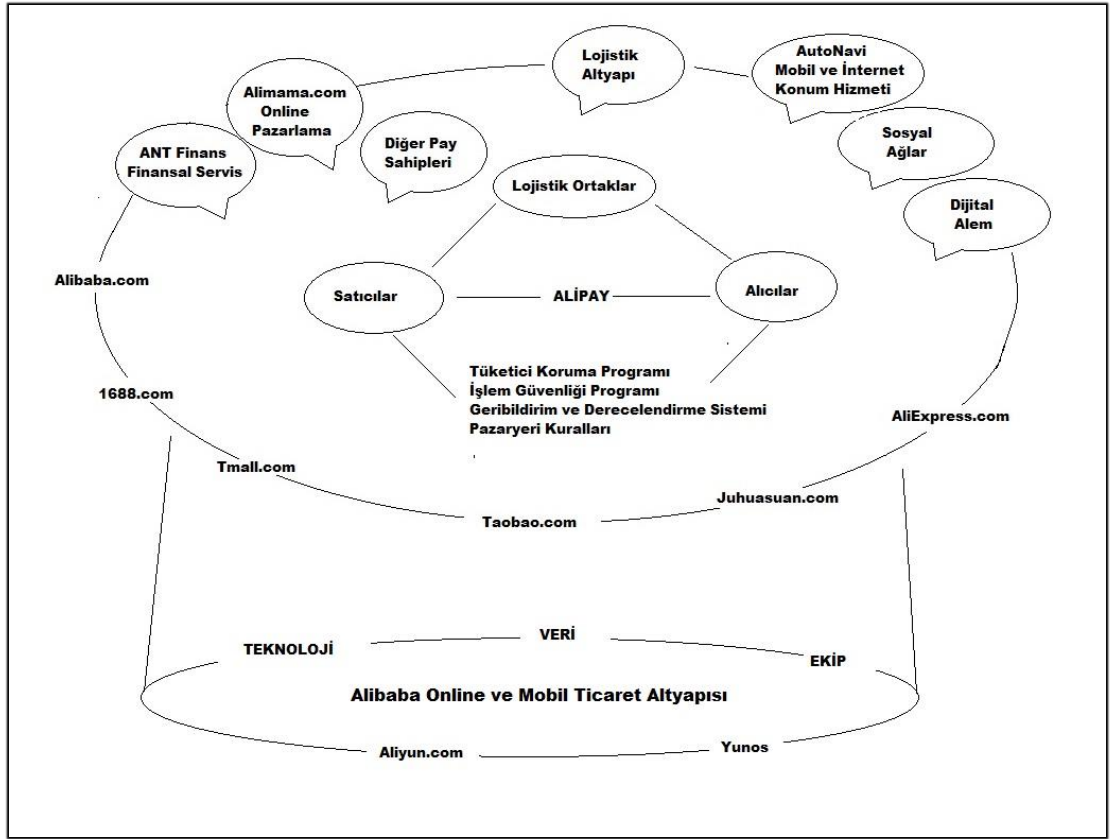 Lojistik
Altyapı
AutoNavi
Mobil ve İnternet
Konum Hizmeti
Alimama.com
Online
Pazarlama
Diğer Pay
Sahipleri
Sosyal
Ağlar
ANT Finans
Finansal Servis
Lojistik Ortaklar
Dijital
Alem
Alibaba.com
Satıcılar
ALİPAY
Alıcılar
Tüketici Koruma Programı
İşlem Güvenliği Programı
Geribildirim ve Derecelendirme Sistemi
Pazaryeri Kuralları
1688.com
AliExpress.com
Tmall.com
Juhuasuan.com
Taobao.com
TEKNOLOJİ
VERİ
EKİP
Alibaba Online ve Mobil Ticaret Altyapısı
Aliyun.com
Yunos